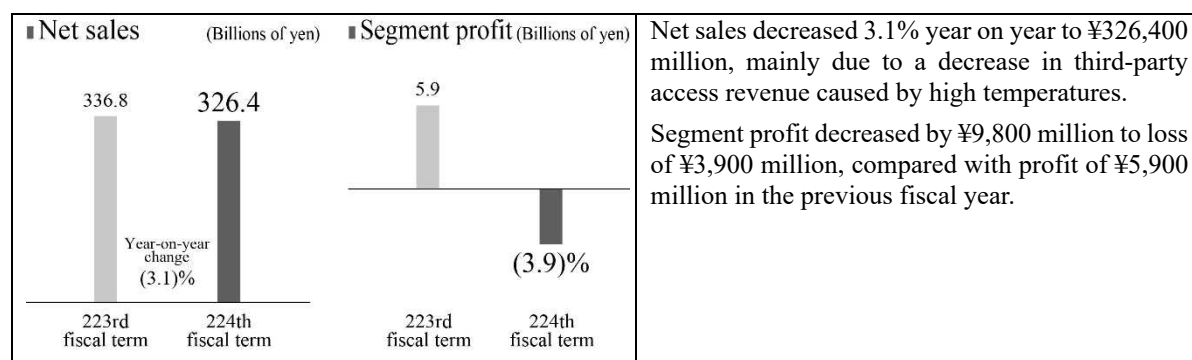 ■Net sales (Billions of yen)
336.8
326.4
Year-on-year
change
(3.1)%
223rd
fiscal term
224th
fiscal term
■Segment profit (Billions of yen)
5.9
(3.9)%
223rd
fiscal term
224th
fiscal term
Net sales decreased 3.1% year on year to ¥326,400
million, mainly due to a decrease in third-party
access revenue caused by high temperatures.
Segment profit decreased by ¥9,800 million to loss
of ¥3,900 million, compared with profit of ¥5,900
million in the previous fiscal year.